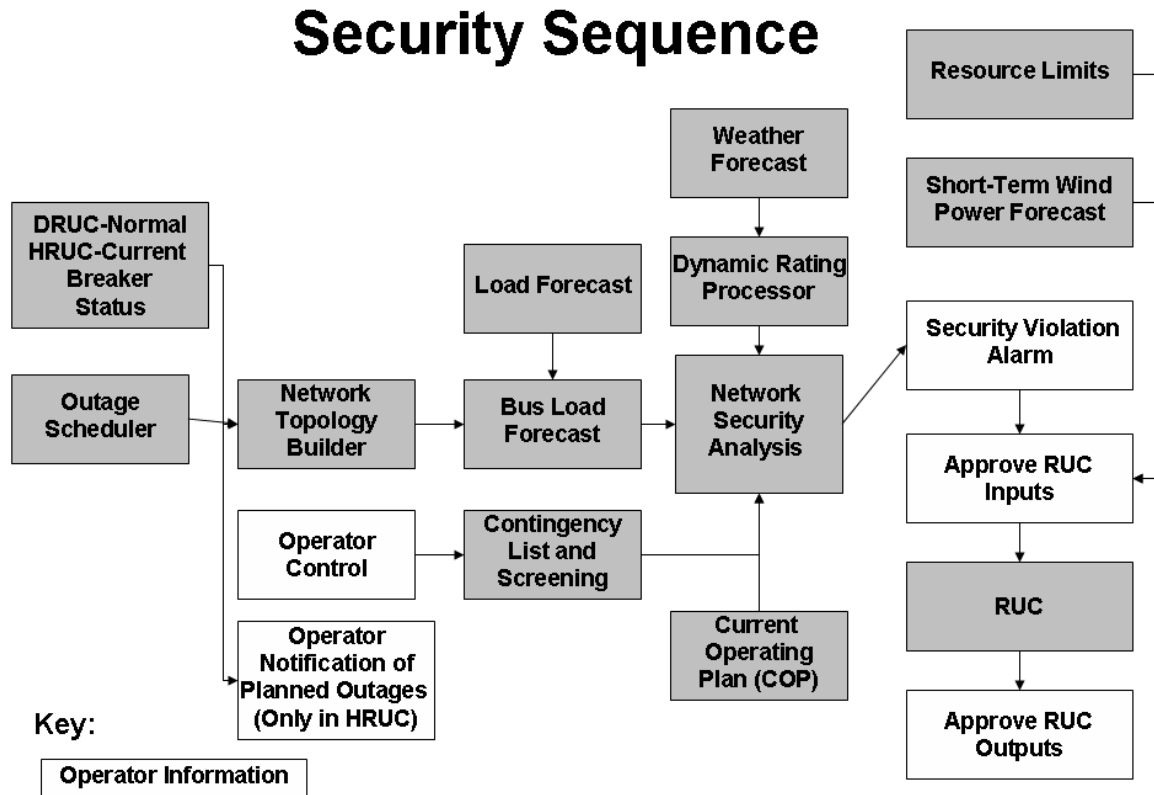 Security Sequence
Resource Limits
Weather
Forecast
Short-Term Wind
Power Forecast
DRUC-Normal
HRUC-Current
Breaker
Status
Load Forecast
Dynamic Rating
Processor
Security Violation
Alarm
Outage
Scheduler
Network
Topology
Builder
Bus Load
Forecast
Network
Security
Analysis
Approve RUC
Inputs
Operator
Control
Contingency
List and
Screening
RUC
Operator
Notification of
Planned Outages
(Only in HRUC)
Current
Operating
Plan (COP)
Approve RUC
Outputs
Key:
Operator Information